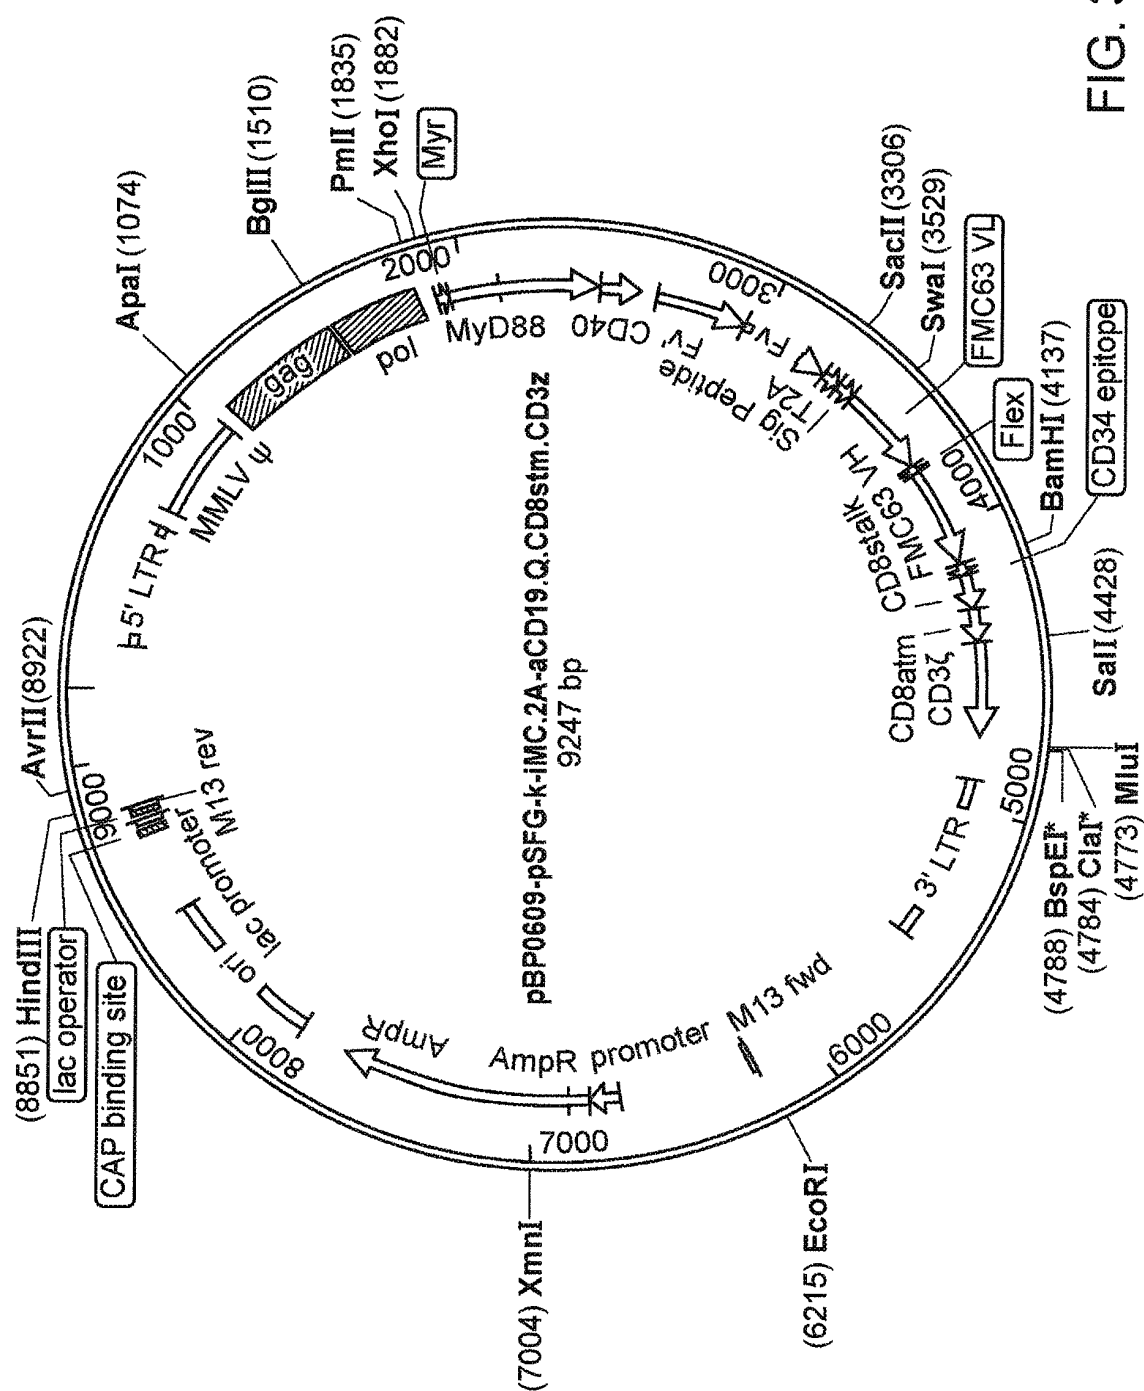 AvrII (8922)
ApaI (1074)
BglII (1510)
PmlI (1835)
XhoI (1882)
Myr
SacII (3306)
SwaI (3529)
FMC63 VL
Flex
BamHI (4137)
CD34 epitope
SalI (4428)
(4773) MluI
(4784) ClaI*
(4788) BspEI*
(6215) EcoRI
(7004) XmnI
CAP binding site
lac operator
(8851) HindIII
1000
2000
3000
4000
5000
6000
7000
8000
9000
5' LTR
MMLV Ψ
gag
pol
MyD88
CD40
Fv'
Fv
T2A
Sig Peptide
FMC63 VH
CD8stalk
CD8atm
CD3ζ
3' LTR
M13 fwd
AmpR promoter
AmpR
ori
lac promoter
M13 rev
pBP0609-pSFG-k-iMC.2A-aCD19.Q.CD8stm.CD3z
9247 bp
FIG.